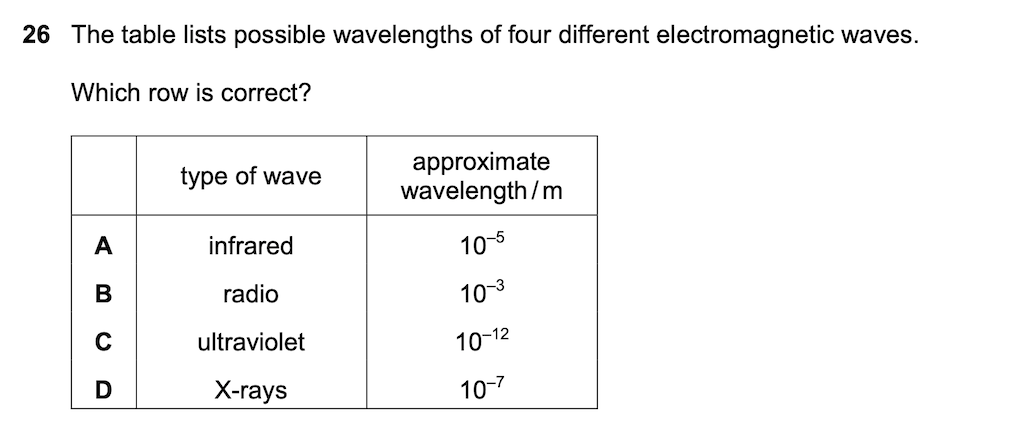 26 The table lists possible wavelengths of four different electromagnetic waves.
Which row is correct?
type of wave
approximate
wavelength / m
A infrared 10⁻⁵
B radio 10⁻³
C ultraviolet 10⁻¹²
D X-rays 10⁻⁷